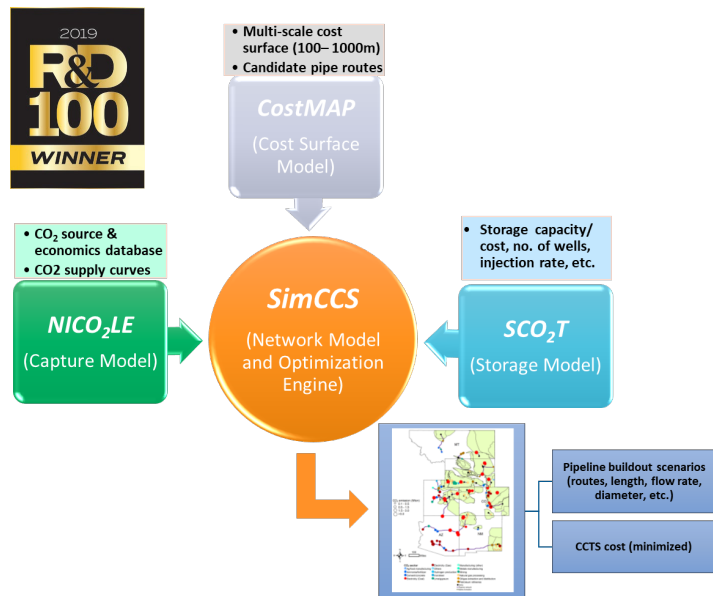 2019
R&D
100
WINNER
• Multi-scale cost
surface (100– 1000m)
• Candidate pipe routes
CostMAP
(Cost Surface
Model)
• CO₂ source &
economics database
• CO2 supply curves
NICO₂LE
(Capture Model)
SimCCS
(Network Model
and Optimization
Engine)
• Storage capacity/
cost, no. of wells,
injection rate, etc.
SCO₂T
(Storage Model)
Pipeline buildout scenarios
(routes, length, flow rate,
diameter, etc.)
CCTS cost (minimized)